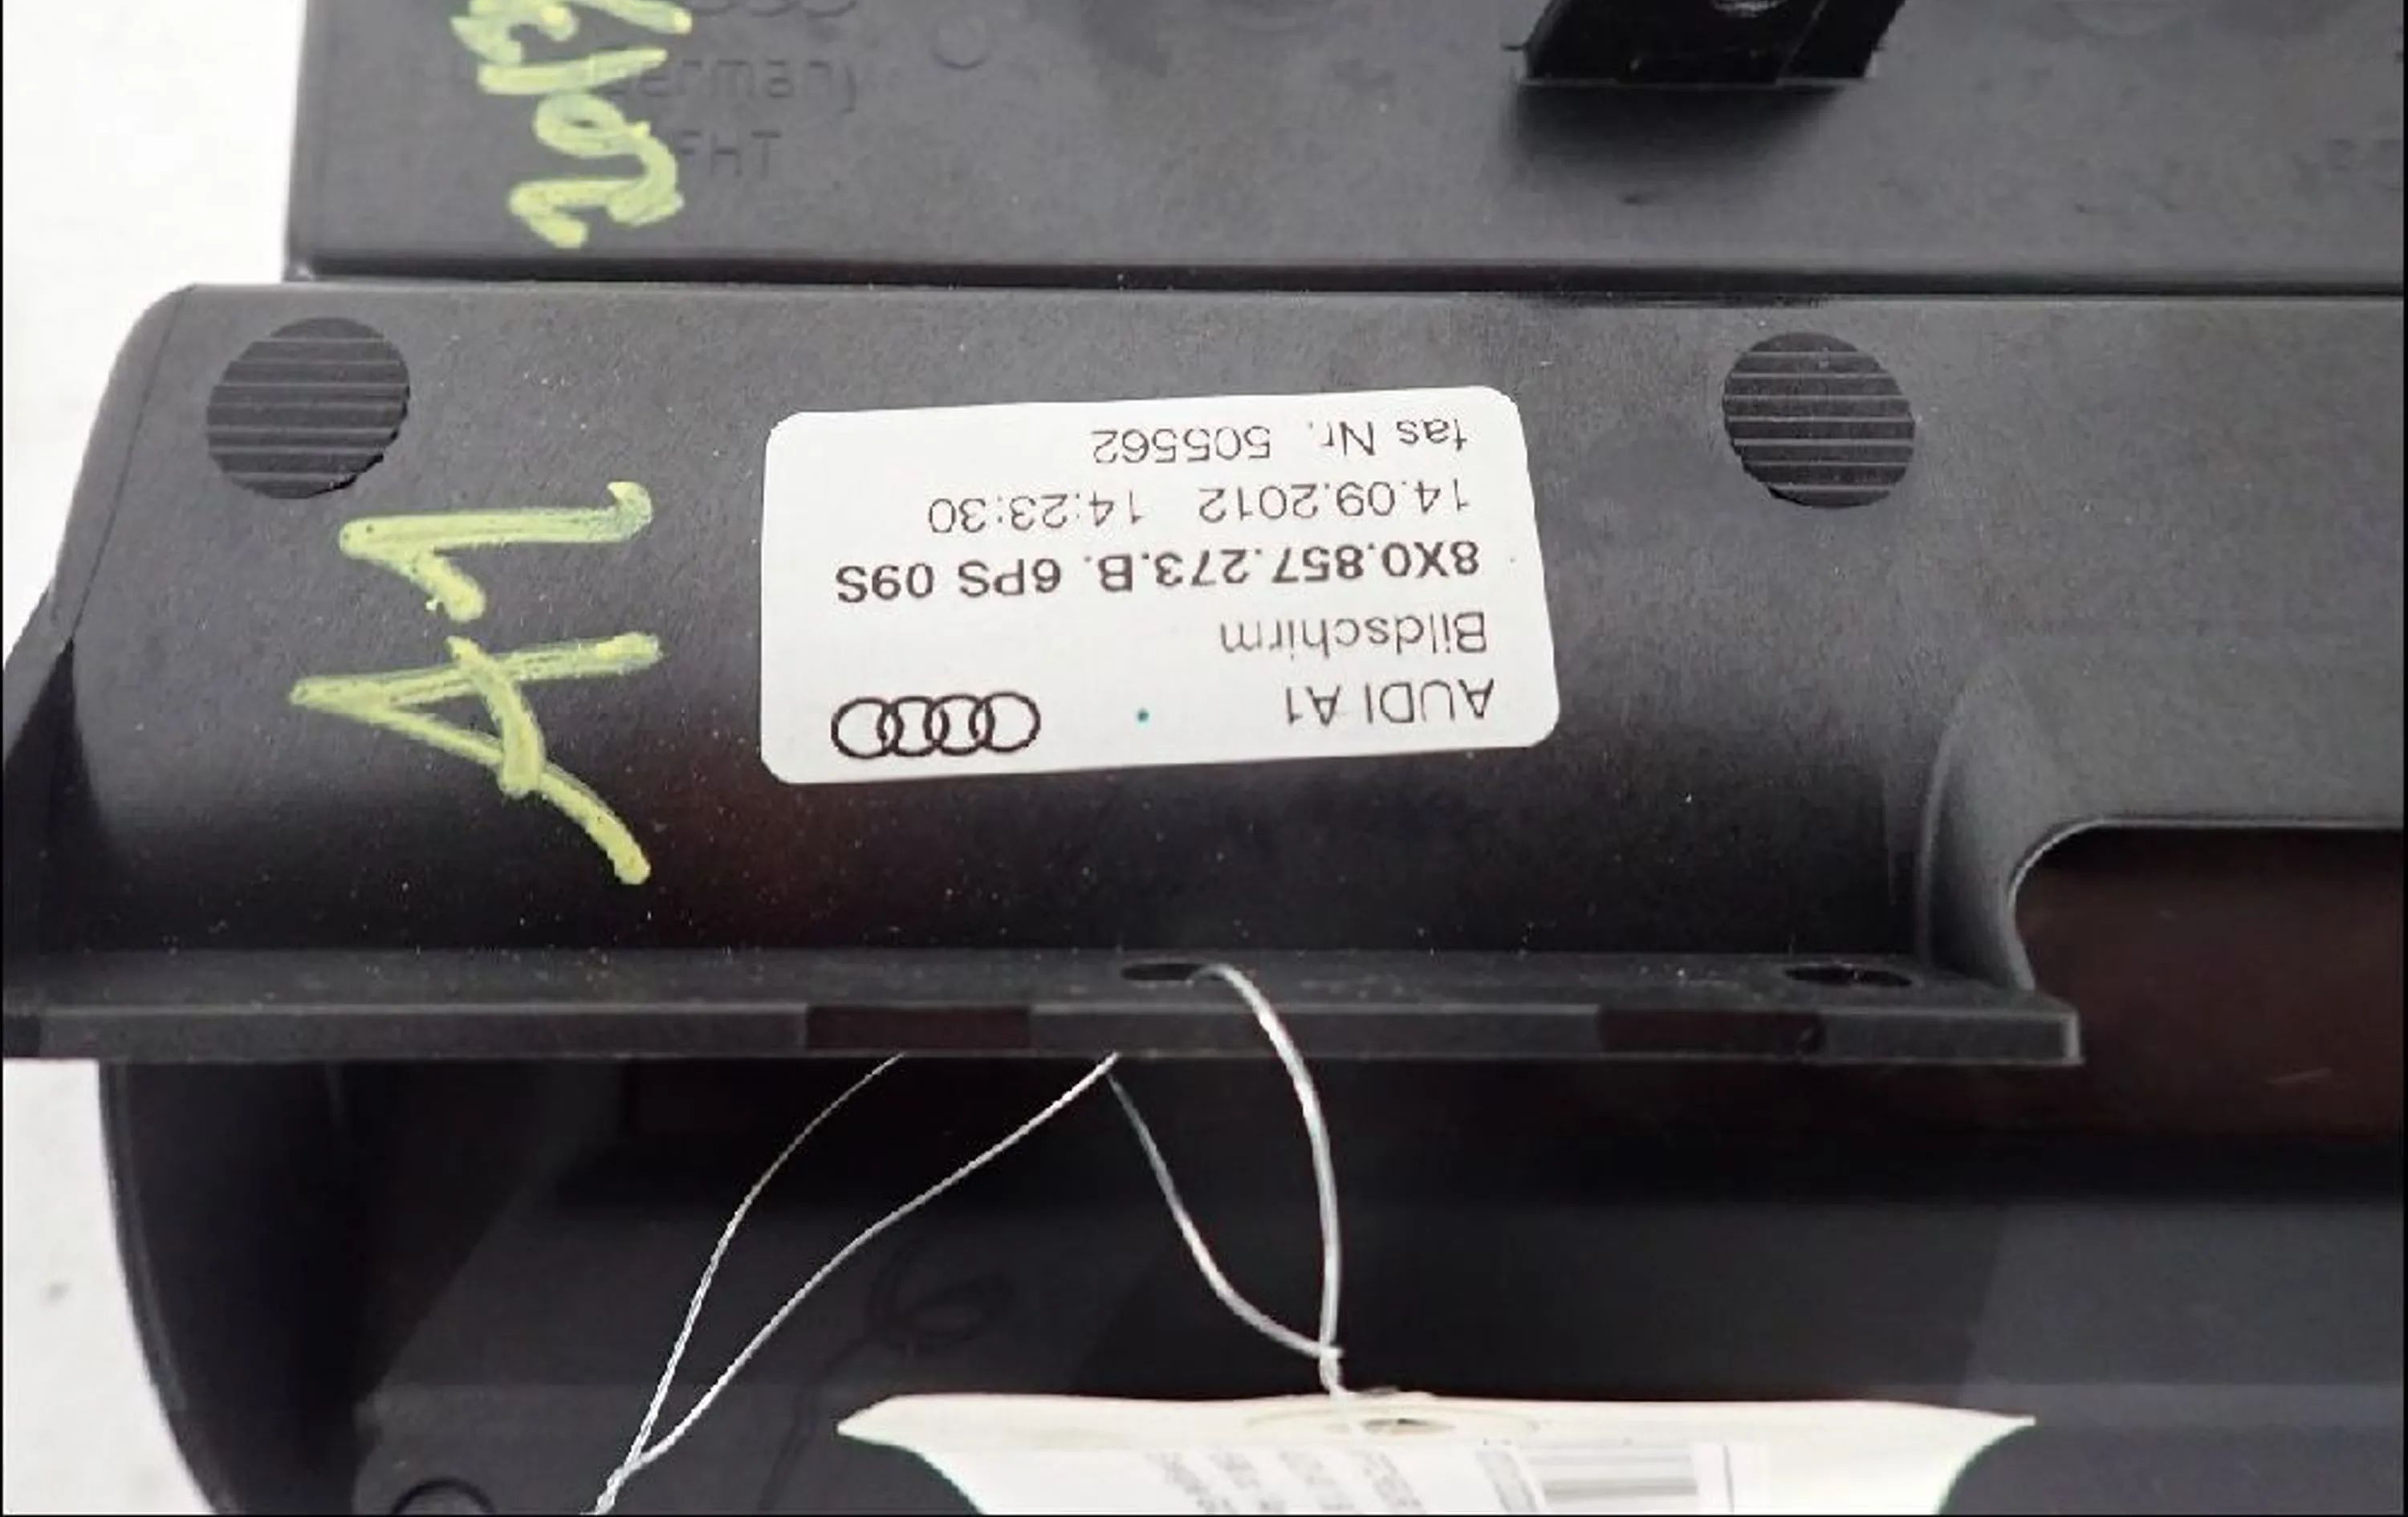 Germany
FHT
A1
AUDI A1
Bildschirm
8X0.857.273.B. 6PS 09S
14.09.2012 14:23:30
fas Nr. 505562